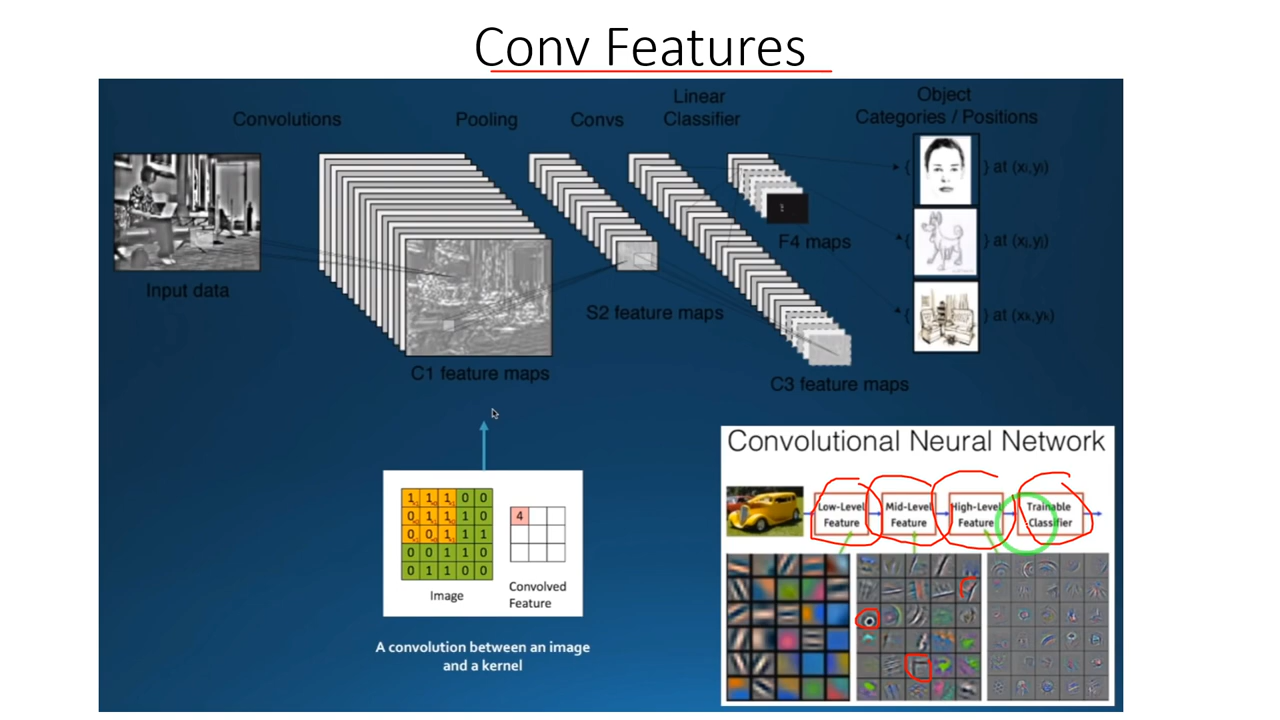 Conv Features
Convolutions
Pooling
Convs
Linear
Classifier
Object
Categories / Positions
{ } at (xi,yi)
{ } at (xj,yj)
{ } at (xk,yk)
Input data
C1 feature maps
S2 feature maps
C3 feature maps
F4 maps
1 1 1 0 0
0 1 1 1 0
0 0 1 1 1
0 0 1 1 0
0 1 1 0 0
Image
4
Convolved
Feature
A convolution between an image
and a kernel
Convolutional Neural Network
Low-Level
Feature
Mid-Level
Feature
High-Level
Feature
Trainable
Classifier